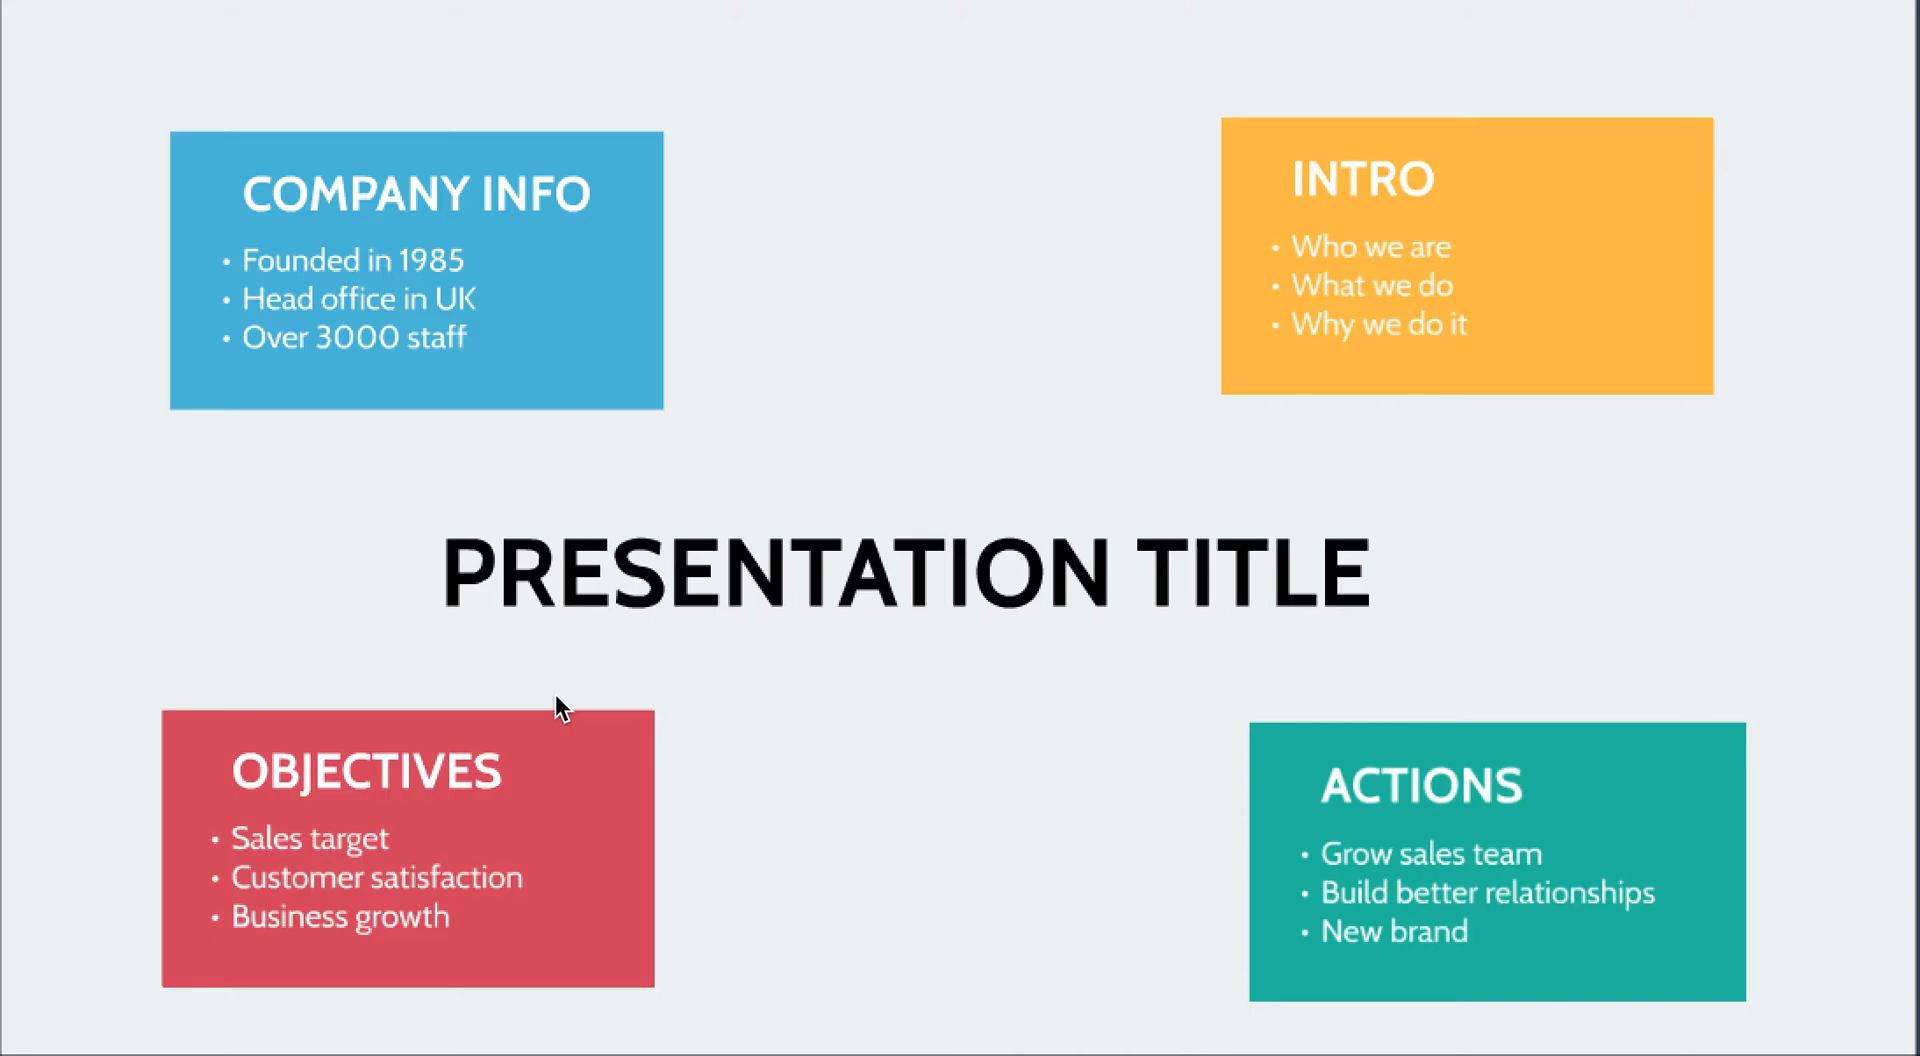 COMPANY INFO
• Founded in 1985
• Head office in UK
• Over 3000 staff
INTRO
• Who we are
• What we do
• Why we do it
PRESENTATION TITLE
OBJECTIVES
• Sales target
• Customer satisfaction
• Business growth
ACTIONS
• Grow sales team
• Build better relationships
• New brand